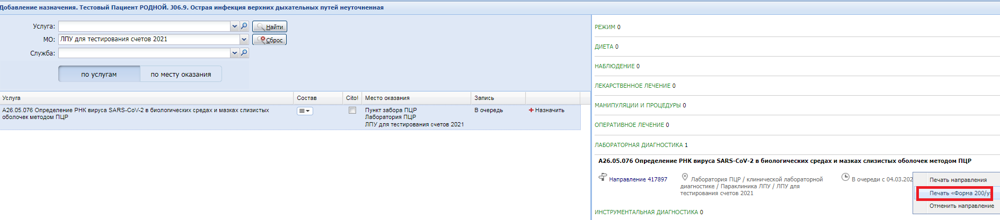 Добавление назначения. Тестовый Пациент РОДНОЙ. J06.9. Острая инфекция верхних дыхательных путей неуточненная
Услуга:
Найти
МО: ЛПУ для тестирования счетов 2021
Сброс
Служба:
по услугам
по месту оказания
Услуга
Состав
Cito!
Место оказания
Запись
A26.05.076 Определение РНК вируса SARS-CoV-2 в биологических средах и мазках слизистых
оболочек методом ПЦР
Пункт забора ПЦР
Лаборатория ПЦР
ЛПУ для тестирования счетов 2021
В очередь
Назначить
РЕЖИМ 0
ДИЕТА 0
НАБЛЮДЕНИЕ 0
ЛЕКАРСТВЕННОЕ ЛЕЧЕНИЕ 0
МАНИПУЛЯЦИИ И ПРОЦЕДУРЫ 0
ОПЕРАТИВНОЕ ЛЕЧЕНИЕ 0
ЛАБОРАТОРНАЯ ДИАГНОСТИКА 1
A26.05.076 Определение РНК вируса SARS-CoV-2 в биологических средах и мазках слизистых оболочек методом ПЦР
Направление 417897
Лаборатория ПЦР / клинической лабораторной
диагностике / Параклиника ЛПУ / ЛПУ для
тестирования счетов 2021
В очереди с 04.03.202
Печать направления
Печать «Форма 200/у»
Отменить направление
ИНСТРУМЕНТАЛЬНАЯ ДИАГНОСТИКА 0